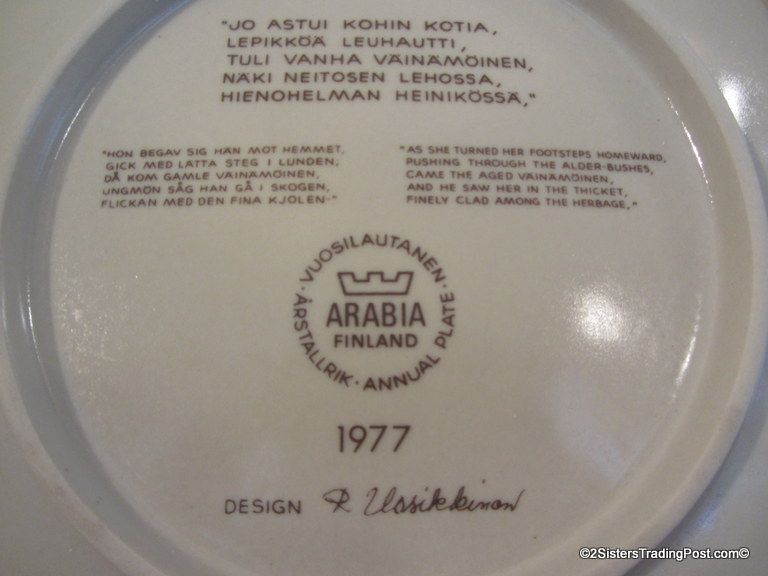 "JO ASTUI KOHIN KOTIA,
LEPIKKÖÄ LEUHAUTTI,
TULI VANHA VÄINÄMÖINEN,
NÄKI NEITOSEN LEHOSSA,
HIENOHELMAN HEINIKÖSSÄ,"
"HON BEGAV SIG HÄN MOT HEMMET,
GICK MED LÄTTA STEG I LUNDEN;
DÅ KOM GAMLE VÄINÄMÖINEN,
UNGMÖN SÅG HAN GÅ I SKOGEN,
FLICKAN MED DEN FINA KJOLEN-"
"AS SHE TURNED HER FOOTSTEPS HOMEWARD,
PUSHING THROUGH THE ALDER-BUSHES,
CAME THE AGED VÄINÄMÖINEN,
AND HE SAW HER IN THE THICKET,
FINELY CLAD AMONG THE HERBAGE,"
VUOSILAUTANEN · ANNUAL PLATE · ÅRSTALLRIK ·
ARABIA
FINLAND
1977
DESIGN R Uosikkinen
©2SistersTradingPost.com©